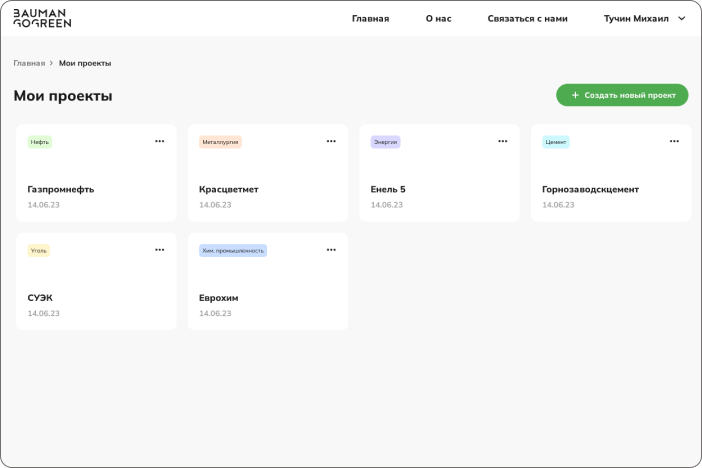 BAUMAN
GOGREEN
Главная О нас Связаться с нами Тучин Михаил
Главная > Мои проекты
Мои проекты
+ Создать новый проект
Нефть
Газпромнефть
14.06.23
Металлургия
Красцветмет
14.06.23
Энергия
Енель 5
14.06.23
Цемент
Горнозаводскцемент
14.06.23
Уголь
СУЭК
14.06.23
Хим. промышленность
Еврохим
14.06.23